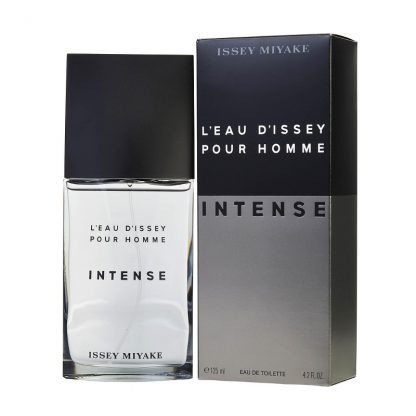 L'EAU D'ISSEY
POUR HOMME
INTENSE
ISSEY MIYAKE
ISSEY MIYAKE
L'EAU D'ISSEY
POUR HOMME
INTENSE
℮ 125 ml EAU DE TOILETTE 4.2 FL.OZ.